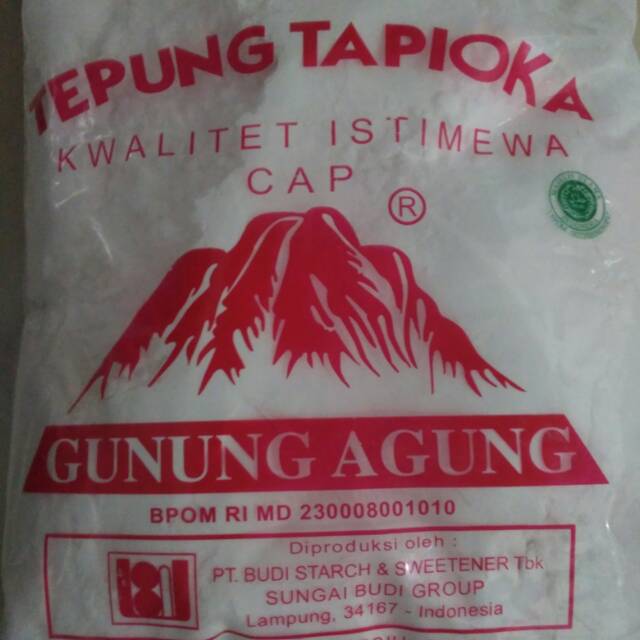 TEPUNG TAPIOKA
KWALITET ISTIMEWA
CAP
®
GUNUNG AGUNG
BPOM RI MD 230008001010
Diproduksi oleh :
PT. BUDI STARCH & SWEETENER Tbk
SUNGAI BUDI GROUP
Lampung, 34167 - Indonesia